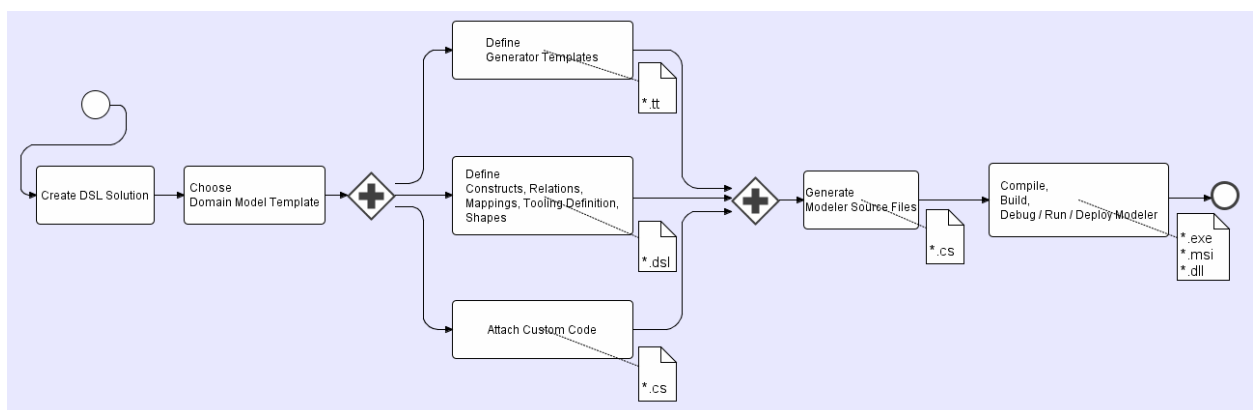 Define
Generator Templates
*.tt
Create DSL Solution
Choose
Domain Model Template
Define
Constructs, Relations,
Mappings, Tooling Definition,
Shapes
*.dsl
Attach Custom Code
*.cs
Generate
Modeler Source Files
*.cs
Compile,
Build,
Debug / Run / Deploy Modeler
*.exe
*.msi
*.dll